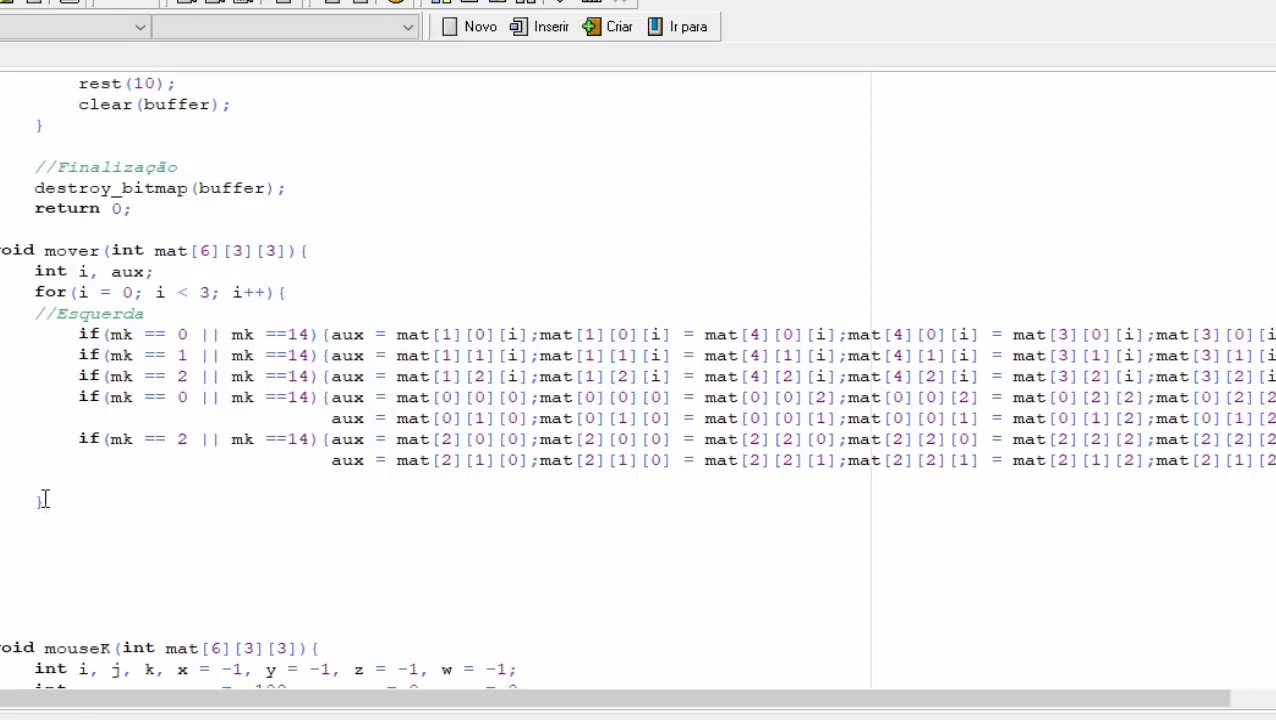 Novo Inserir Criar Ir para
rest(10);
clear(buffer);
}
//Finalização
destroy_bitmap(buffer);
return 0;
oid mover(int mat[6][3][3]){
int i, aux;
for(i = 0; i < 3; i++){
//Esquerda
if(mk == 0 || mk ==14){aux = mat[1][0][i];mat[1][0][i] = mat[4][0][i];mat[4][0][i] = mat[3][0][i];mat[3][0][i
if(mk == 1 || mk ==14){aux = mat[1][1][i];mat[1][1][i] = mat[4][1][i];mat[4][1][i] = mat[3][1][i];mat[3][1][i
if(mk == 2 || mk ==14){aux = mat[1][2][i];mat[1][2][i] = mat[4][2][i];mat[4][2][i] = mat[3][2][i];mat[3][2][i
if(mk == 0 || mk ==14){aux = mat[0][0][0];mat[0][0][0] = mat[0][0][2];mat[0][0][2] = mat[0][2][2];mat[0][2][2
aux = mat[0][1][0];mat[0][1][0] = mat[0][0][1];mat[0][0][1] = mat[0][1][2];mat[0][1][2
if(mk == 2 || mk ==14){aux = mat[2][0][0];mat[2][0][0] = mat[2][2][0];mat[2][2][0] = mat[2][2][2];mat[2][2][2
aux = mat[2][1][0];mat[2][1][0] = mat[2][2][1];mat[2][2][1] = mat[2][1][2];mat[2][1][2
}
oid mouseK(int mat[6][3][3]){
int i, j, k, x = -1, y = -1, z = -1, w = -1;